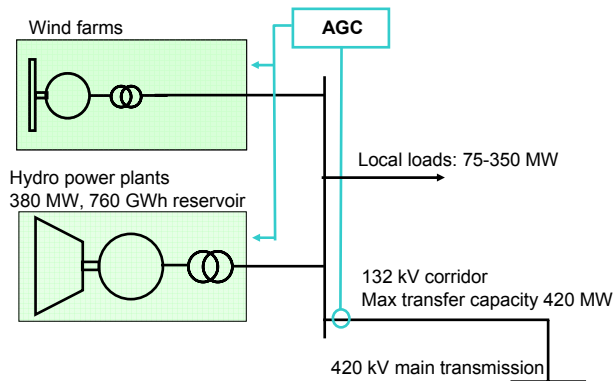 Wind farms
AGC
Local loads: 75-350 MW
Hydro power plants
380 MW, 760 GWh reservoir
132 kV corridor
Max transfer capacity 420 MW
420 kV main transmission